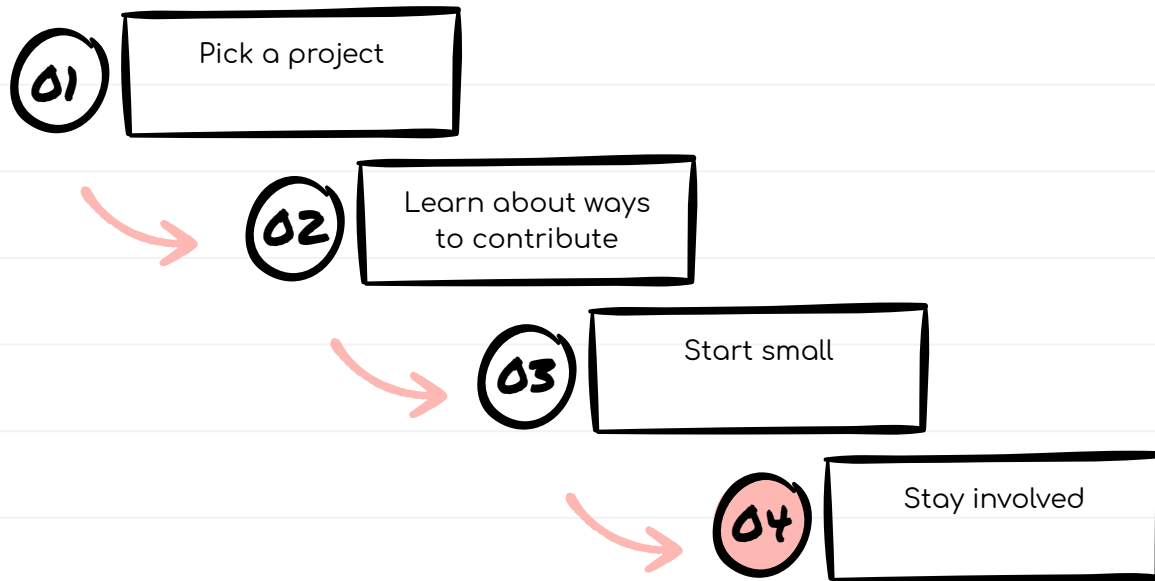 01
Pick a project
02
Learn about ways
to contribute
03
Start small
04
Stay involved